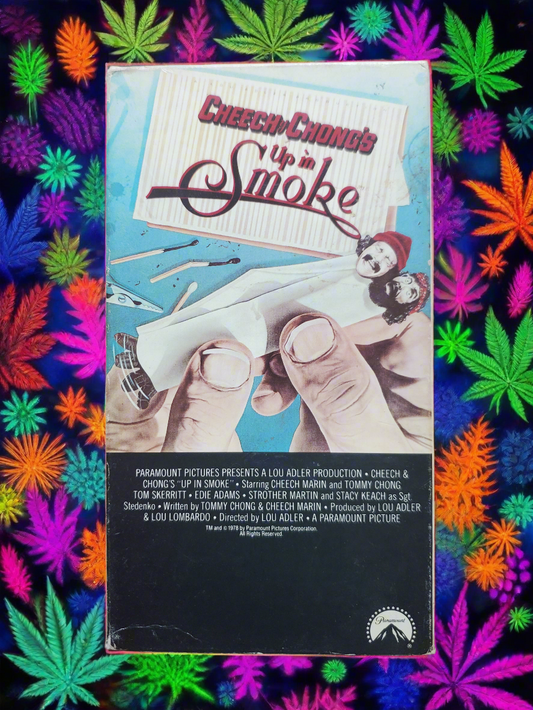 CHEECH & CHONG'S
Up in
Smoke
PARAMOUNT PICTURES PRESENTS A LOU ADLER PRODUCTION • CHEECH &
CHONG'S "UP IN SMOKE" • Starring CHEECH MARIN and TOMMY CHONG
TOM SKERRITT • EDIE ADAMS • STROTHER MARTIN and STACY KEACH as Sgt.
Stedenko • Written by TOMMY CHONG & CHEECH MARIN • Produced by LOU ADLER
& LOU LOMBARDO • Directed by LOU ADLER • A PARAMOUNT PICTURE
TM and © 1978 by Paramount Pictures Corporation.
All Rights Reserved.
Paramount
®